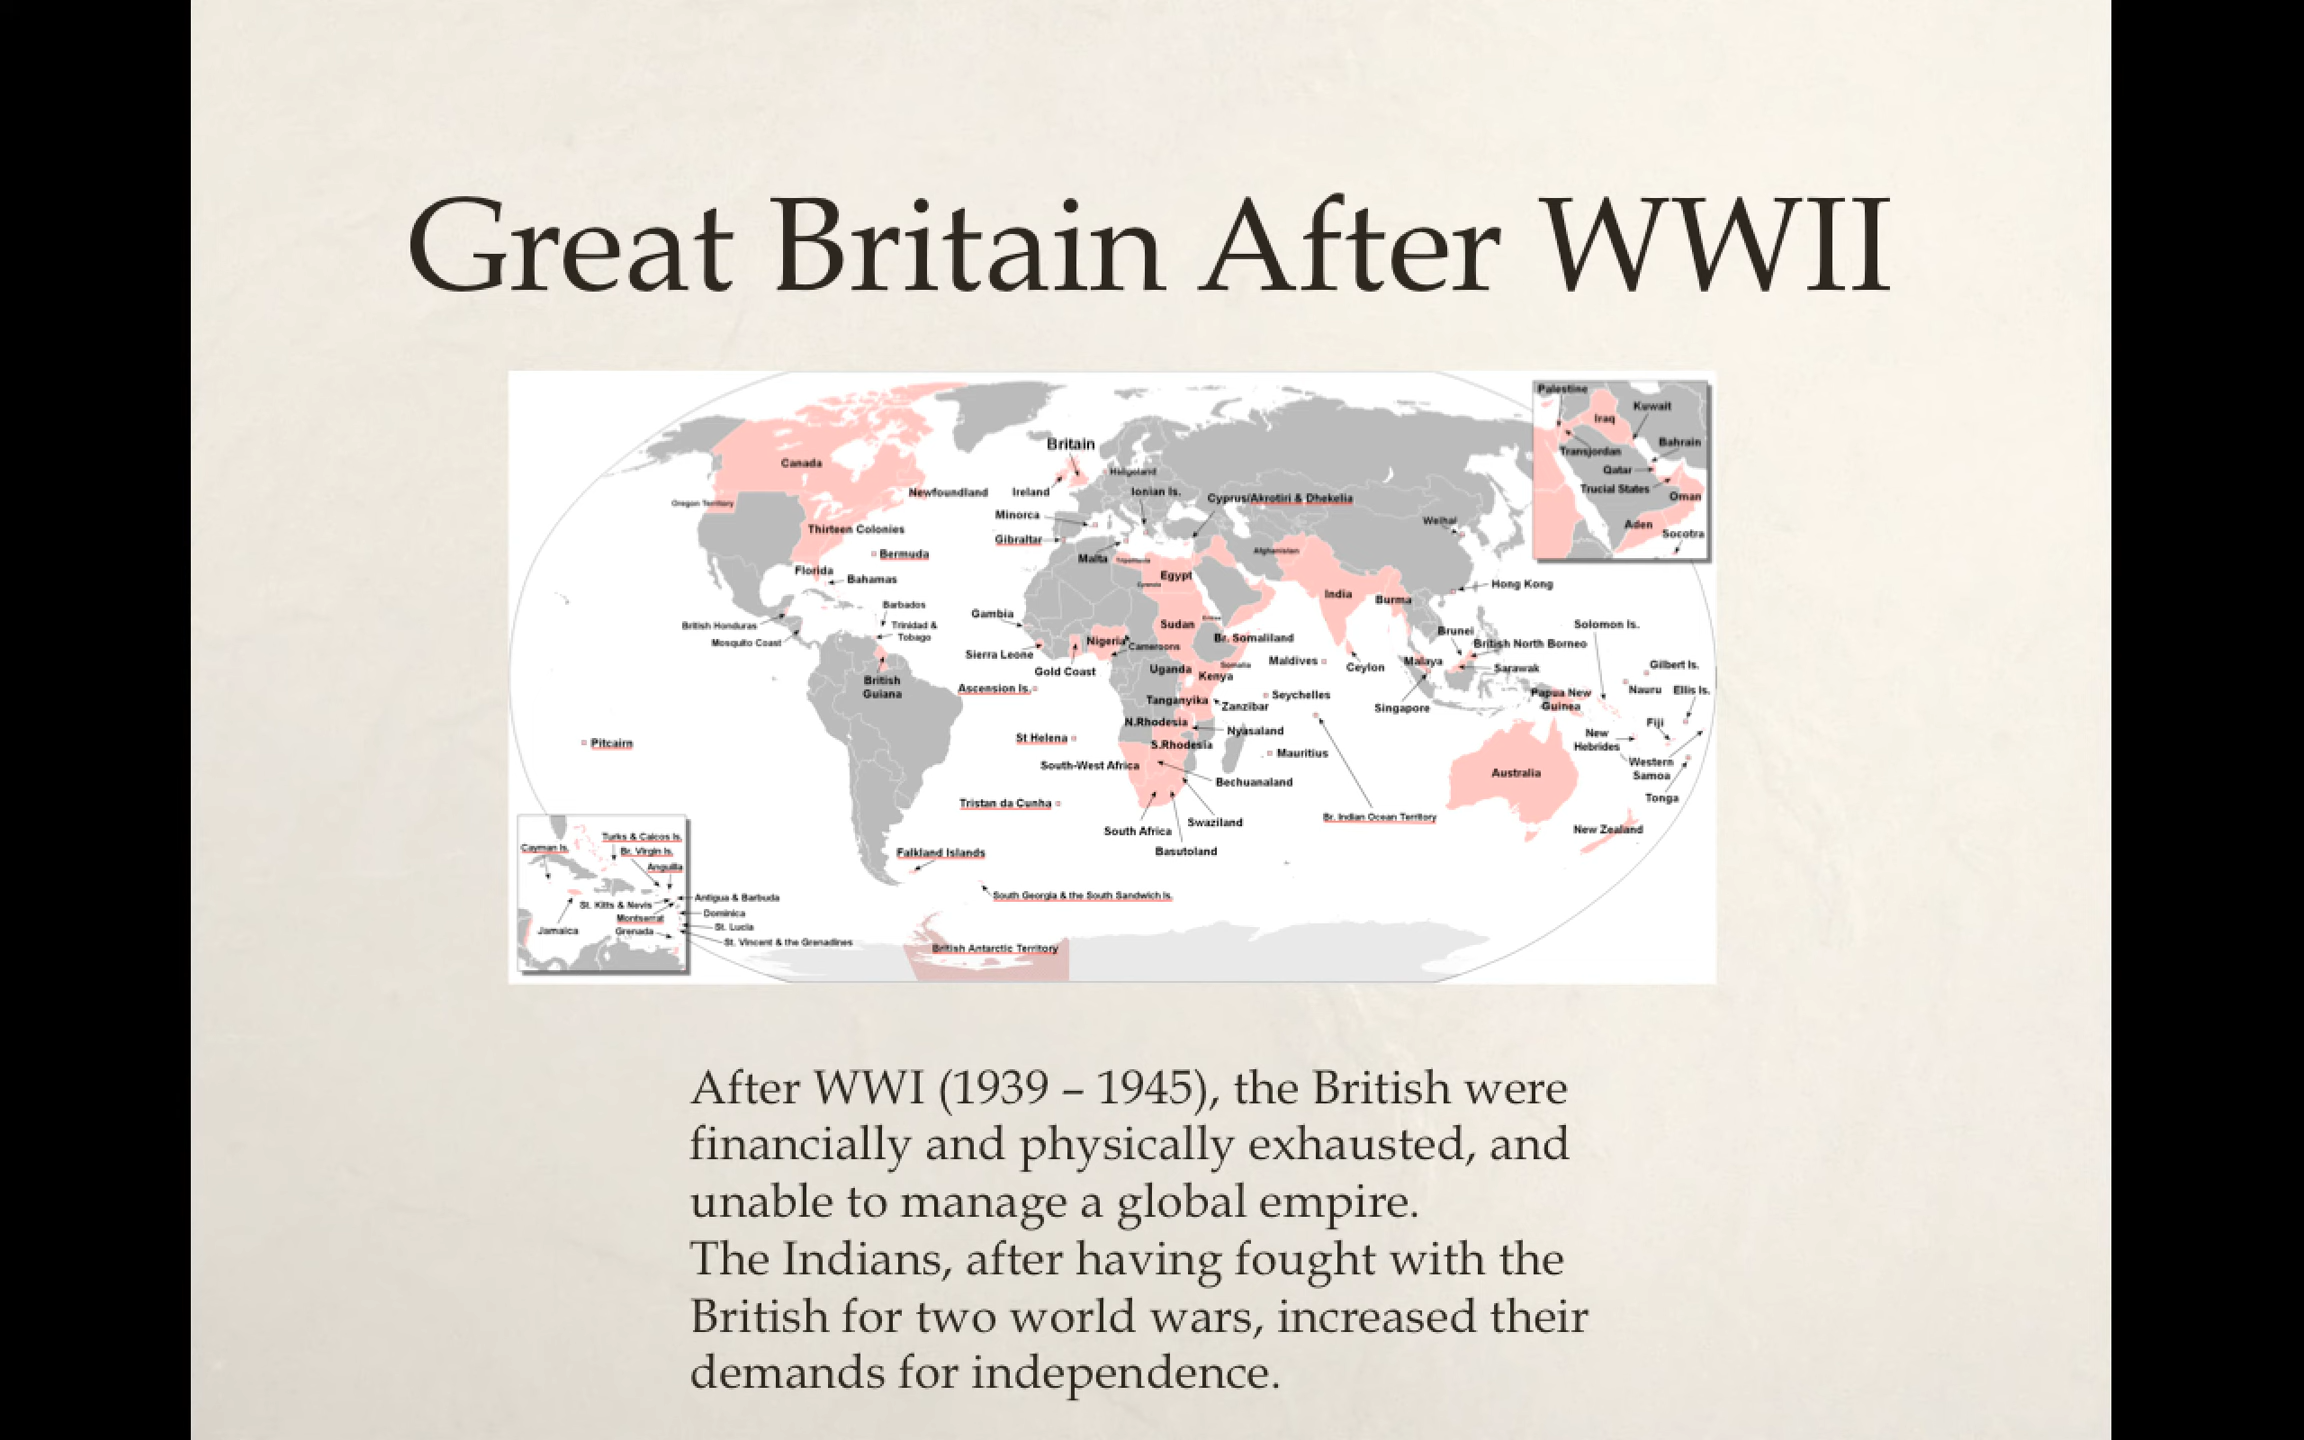 Great Britain After WWII
Palestine
Iraq
Kuwait
Transjordan
Bahrain
Qatar
Trucial States
Oman
Aden
Socotra
Canada
Britain
Heligoland
Newfoundland
Ireland
Ionian Is.
Cyprus/Akrotiri & Dhekelia
Oregon Territory
Minorca
Weihai
Thirteen Colonies
Gibraltar
Bermuda
Malta
Tripolitania
Afghanistan
Florida
Bahamas
Egypt
Cyrenaica
Hong Kong
India
Burma
Barbados
Gambia
British Honduras
Trinidad &
Tobago
Sudan
Eritrea
Solomon Is.
Mosquito Coast
Nigeria
Cameroons
Br. Somaliland
Brunei
British North Borneo
Sierra Leone
Gold Coast
Uganda
Somalia
Kenya
Maldives
Ceylon
Malaya
Sarawak
Gilbert Is.
British
Guiana
Ascension Is.
Seychelles
Nauru
Ellis Is.
Tanganyika
Zanzibar
Singapore
Papua New
Guinea
N.Rhodesia
Nyasaland
Fiji
Pitcairn
St Helena
S.Rhodesia
Mauritius
New
Hebrides
South-West Africa
Western
Samoa
Australia
Bechuanaland
Tonga
Tristan da Cunha
Br. Indian Ocean Territory
Swaziland
South Africa
New Zealand
Basutoland
Falkland Islands
South Georgia & the South Sandwich Is.
British Antarctic Territory
Turks & Caicos Is.
Cayman Is.
Br. Virgin Is.
Anguilla
Antigua & Barbuda
St. Kitts & Nevis
Montserrat
Dominica
Jamaica
Grenada
St. Lucia
St. Vincent & the Grenadines
After WWI (1939 – 1945), the British were
financially and physically exhausted, and
unable to manage a global empire.
The Indians, after having fought with the
British for two world wars, increased their
demands for independence.